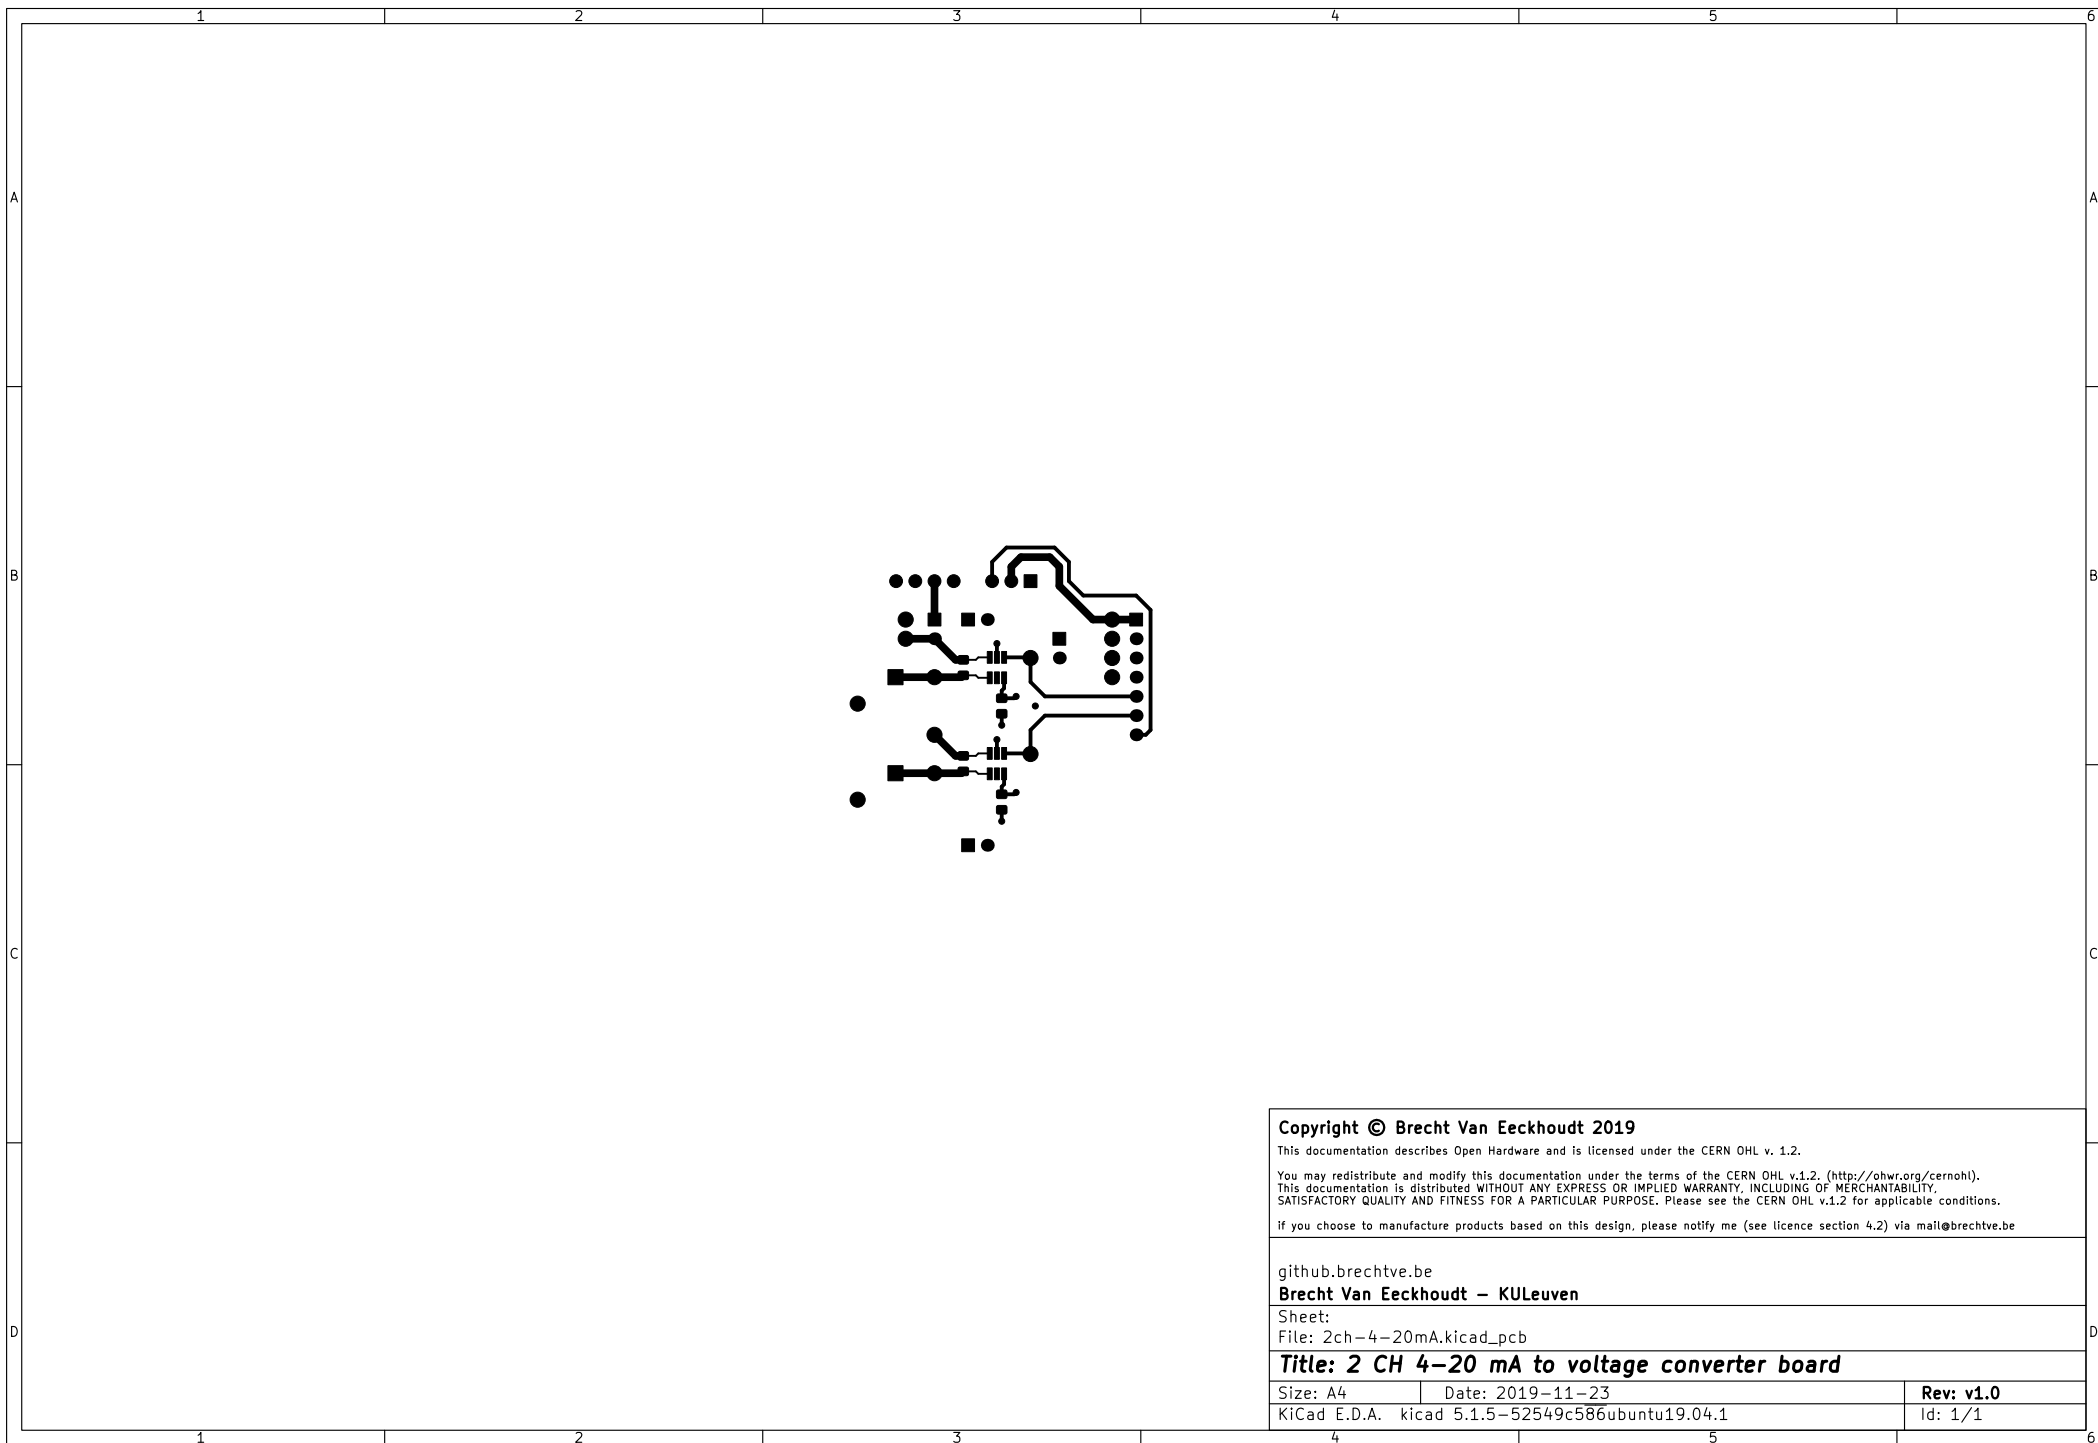 1 2 3 4 5 6
A A
B B
C C
D D
Copyright © Brecht Van Eeckhoudt 2019
This documentation describes Open Hardware and is licensed under the CERN OHL v. 1.2.
You may redistribute and modify this documentation under the terms of the CERN OHL v.1.2. (http://ohwr.org/cernohl).
This documentation is distributed WITHOUT ANY EXPRESS OR IMPLIED WARRANTY, INCLUDING OF MERCHANTABILITY,
SATISFACTORY QUALITY AND FITNESS FOR A PARTICULAR PURPOSE. Please see the CERN OHL v.1.2 for applicable conditions.
if you choose to manufacture products based on this design, please notify me (see licence section 4.2) via mail@brechtve.be
github.brechtve.be
Brecht Van Eeckhoudt – KULeuven
Sheet:
File: 2ch–4–20mA.kicad_pcb
Title: 2 CH 4–20 mA to voltage converter board
Size: A4 Date: 2019–11–23 Rev: v1.0
KiCad E.D.A. kicad 5.1.5–52549c586ubuntu19.04.1 Id: 1/1
1 2 3 4 5 6